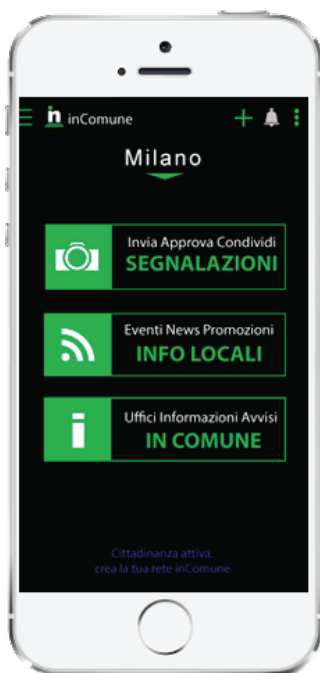 in inComune
Milano
Invia Approva Condividi
SEGNALAZIONI
Eventi News Promozioni
INFO LOCALI
Uffici Informazioni Avvisi
IN COMUNE
Cittadinanza attiva,
crea la tua rete inComune